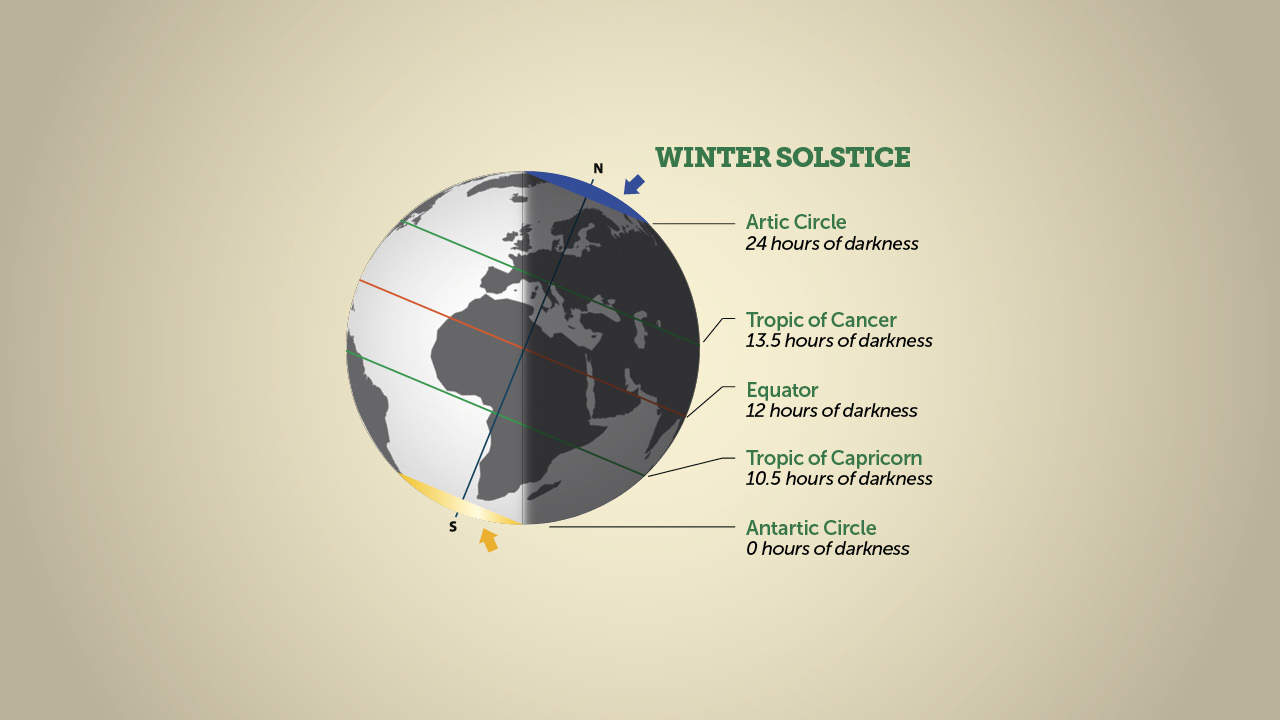 WINTER SOLSTICE
N
Artic Circle
24 hours of darkness
Tropic of Cancer
13.5 hours of darkness
Equator
12 hours of darkness
Tropic of Capricorn
10.5 hours of darkness
S
Antartic Circle
0 hours of darkness